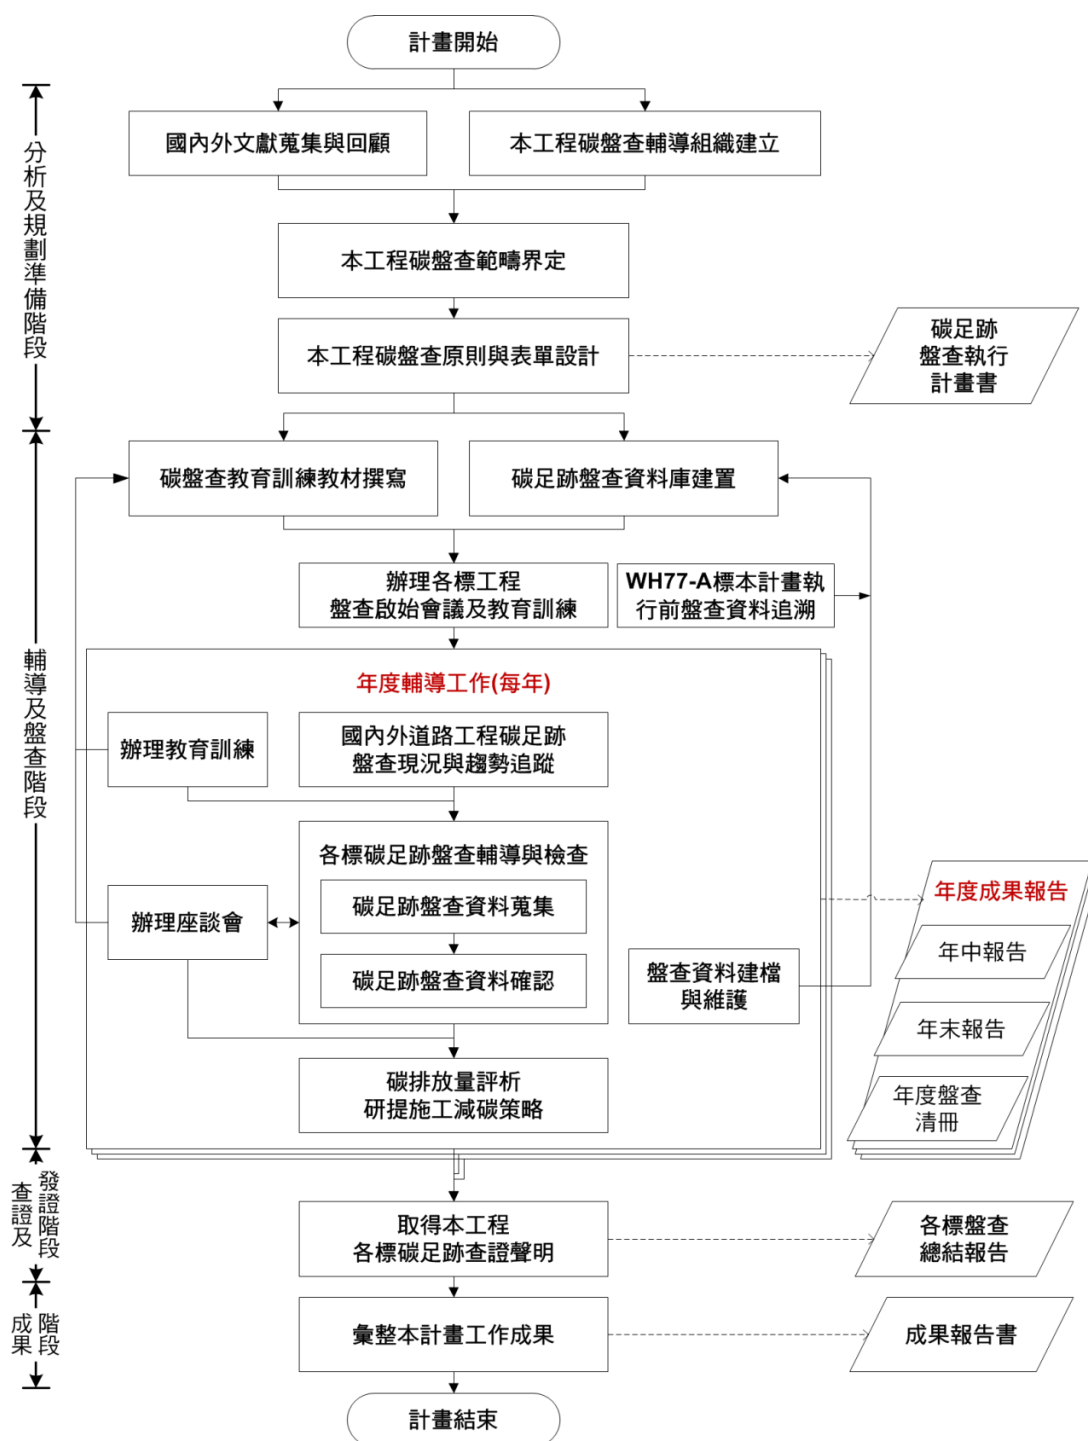 計畫開始
分析及規劃準備階段
國內外文獻蒐集與回顧
本工程碳盤查輔導組織建立
本工程碳盤查範疇界定
本工程碳盤查原則與表單設計
碳足跡
盤查執行
計畫書
輔導及盤查階段
碳盤查教育訓練教材撰寫
碳足跡盤查資料庫建置
辦理各標工程
盤查啟始會議及教育訓練
WH77-A標本計畫執
行前盤查資料追溯
年度輔導工作(每年)
辦理教育訓練
國內外道路工程碳足跡
盤查現況與趨勢追蹤
各標碳足跡盤查輔導與檢查
碳足跡盤查資料蒐集
碳足跡盤查資料確認
辦理座談會
盤查資料建檔
與維護
碳排放量評析
研提施工減碳策略
年度成果報告
年中報告
年末報告
年度盤查
清冊
查證及
發證階段
取得本工程
各標碳足跡查證聲明
各標盤查
總結報告
成果
階段
彙整本計畫工作成果
成果報告書
計畫結束